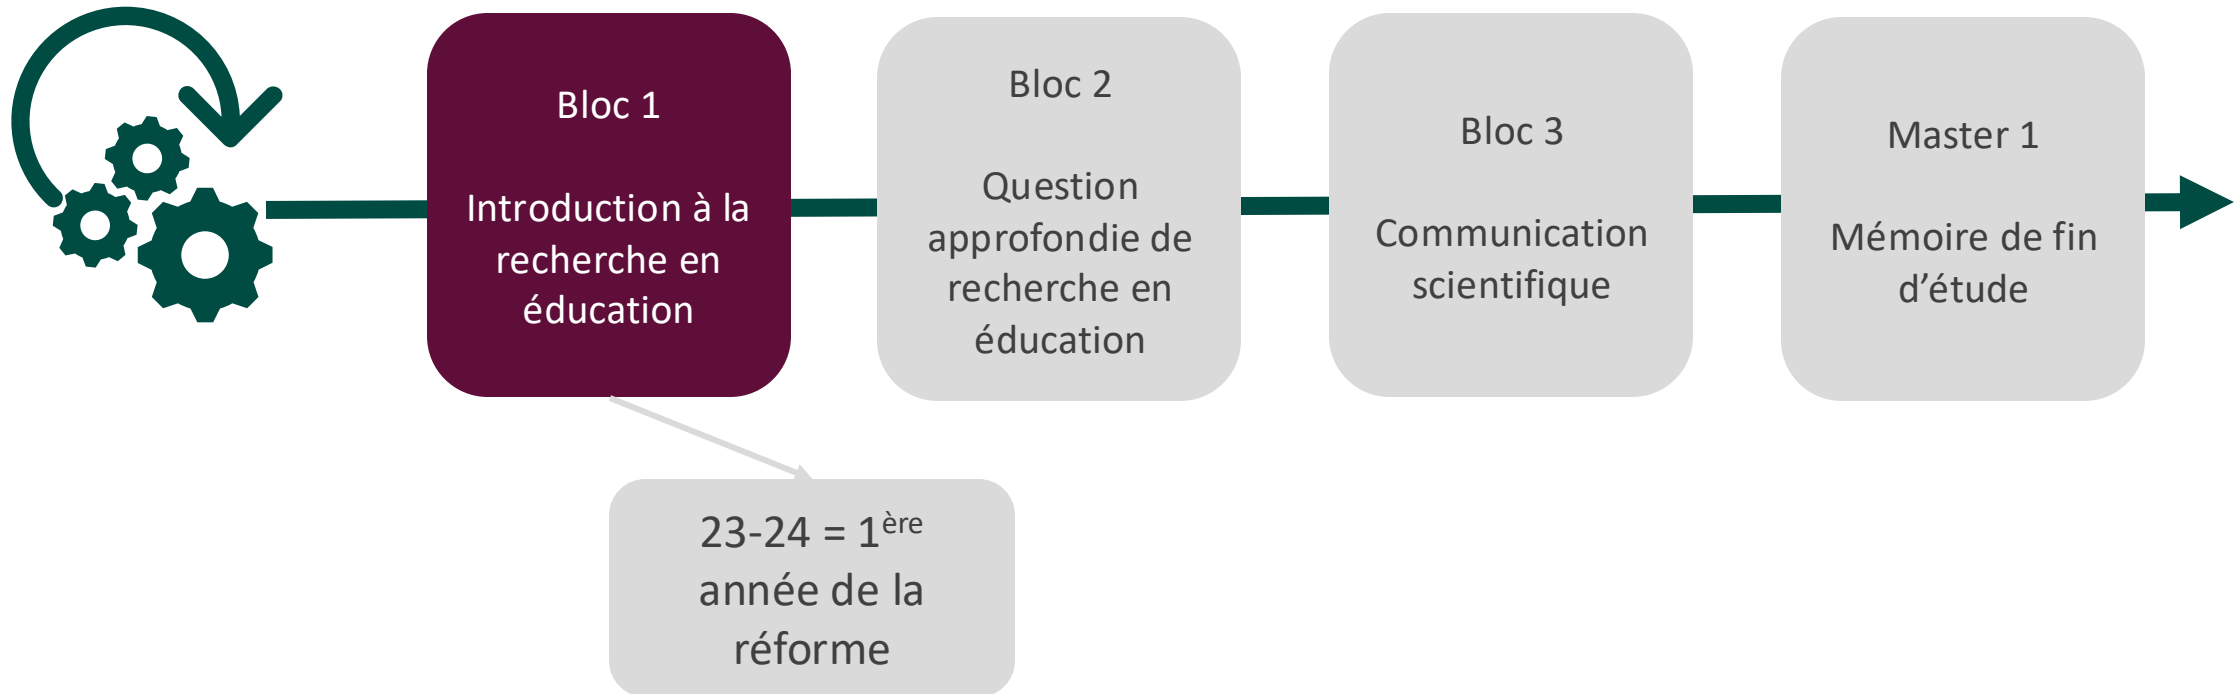 Bloc 1
Introduction à la
recherche en
éducation
Bloc 2
Question
approfondie de
recherche en
éducation
Bloc 3
Communication
scientifique
Master 1
Mémoire de fin
d’étude
23-24 = 1ère
année de la
réforme